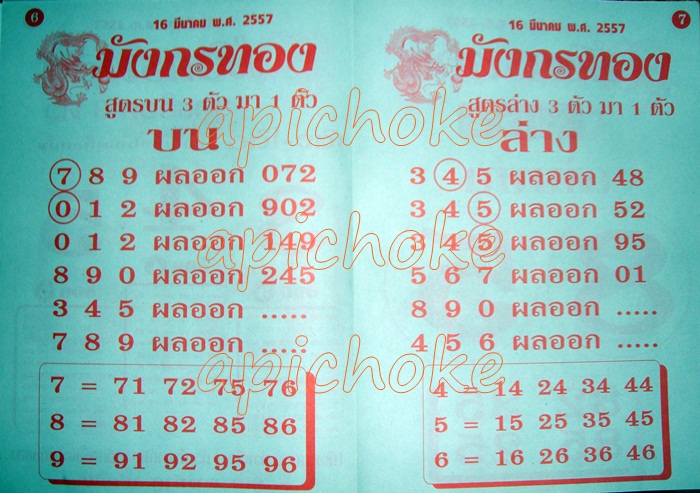 6
16 มีนาคม พ.ศ. 2557
มังกรทอง
สูตรบน 3 ตัว มา 1 ตัว
บน
7 8 9 ผลออก 072
0 1 2 ผลออก 902
0 1 2 ผลออก 149
8 9 0 ผลออก 245
3 4 5 ผลออก .....
7 8 9 ผลออก .....
7 = 71 72 75 76
8 = 81 82 85 86
9 = 91 92 95 96
7
16 มีนาคม พ.ศ. 2557
มังกรทอง
สูตรล่าง 3 ตัว มา 1 ตัว
ล่าง
3 4 5 ผลออก 48
3 4 5 ผลออก 52
3 4 5 ผลออก 95
5 6 7 ผลออก 01
8 9 0 ผลออก .....
4 5 6 ผลออก .....
4 = 14 24 34 44
5 = 15 25 35 45
6 = 16 26 36 46
apichoke
apichoke
apichoke